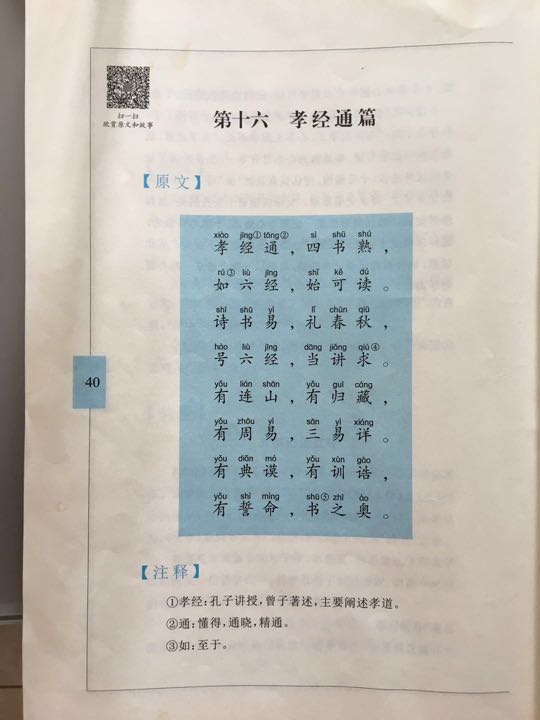 扫一扫
欣赏原文和故事
第十六 孝经通篇
【原文】
xiào jīng① tōng② sì shū shú
孝经通，四书熟，
rú③ liù jīng shǐ kě dú
如六经，始可读。
shī shū yì lǐ chūn qiū
诗书易，礼春秋，
hào liù jīng dāng jiǎng qiú④
号六经，当讲求。
yǒu lián shān yǒu guī cáng
有连山，有归藏，
yǒu zhōu yì sān yì xiáng
有周易，三易详。
yǒu diǎn mó yǒu xùn gào
有典谟，有训诰，
yǒu shì mìng shū⑤ zhī ào
有誓命，书之奥。
40
【注释】
①孝经：孔子讲授，曾子著述，主要阐述孝道。
②通：懂得，通晓，精通。
③如：至于。